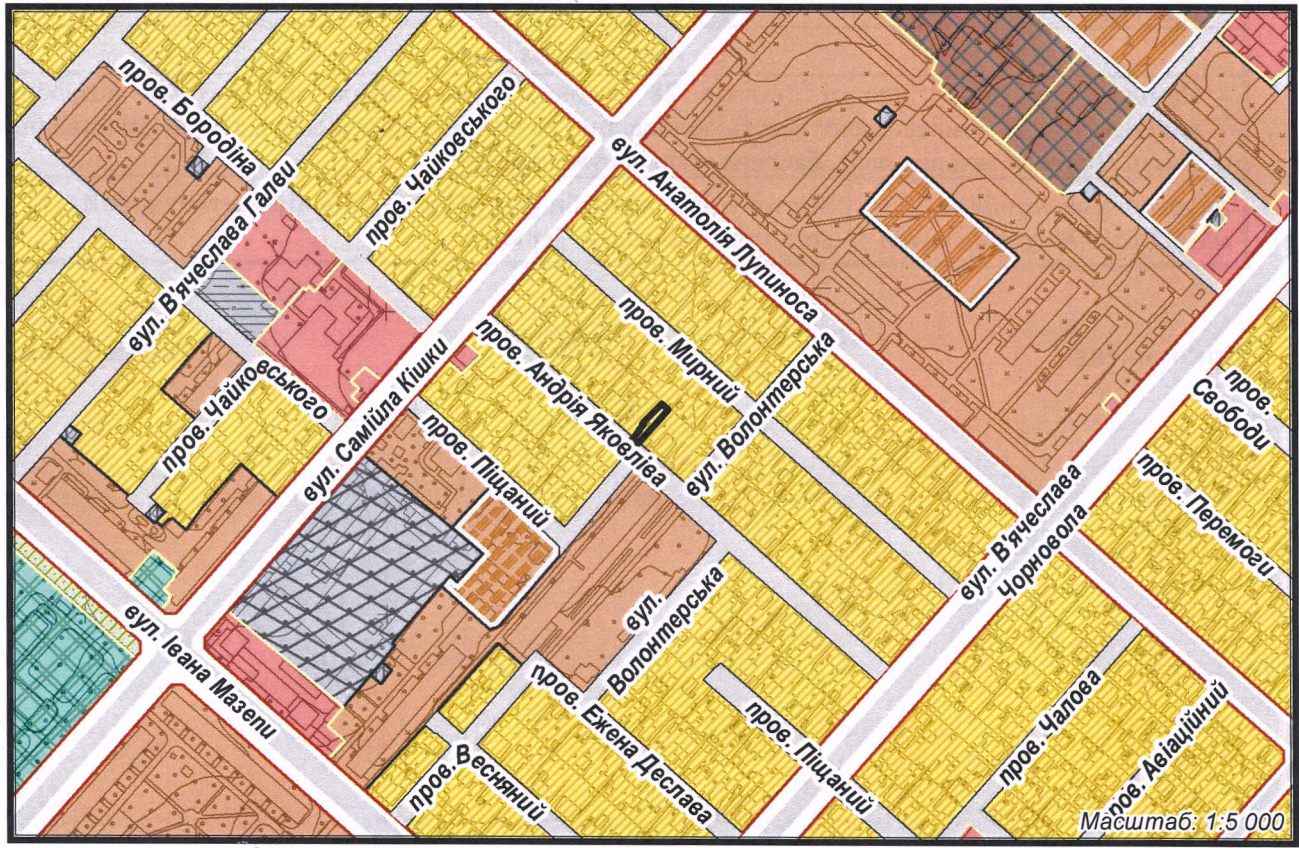 пров. Бородіна
вул. В'ячеслава Галви
пров. Чайковського
вул. Анатолія Лупиноса
пров. Мирний
вул. Волонтерська
пров. Андрія Яковліва
вул. Самійла Кішки
пров. Чайковського
пров. Піщаний
пров.
Свободи
пров. Перемоги
вул. В'ячеслава
Чорновола
вул.
Волонтерська
вул. Івана Мазепи
пров. Ежена Деслава
пров. Весняний
пров. Піщаний
пров. Чалова
пров. Авіаційний
Масштаб: 1:5 000